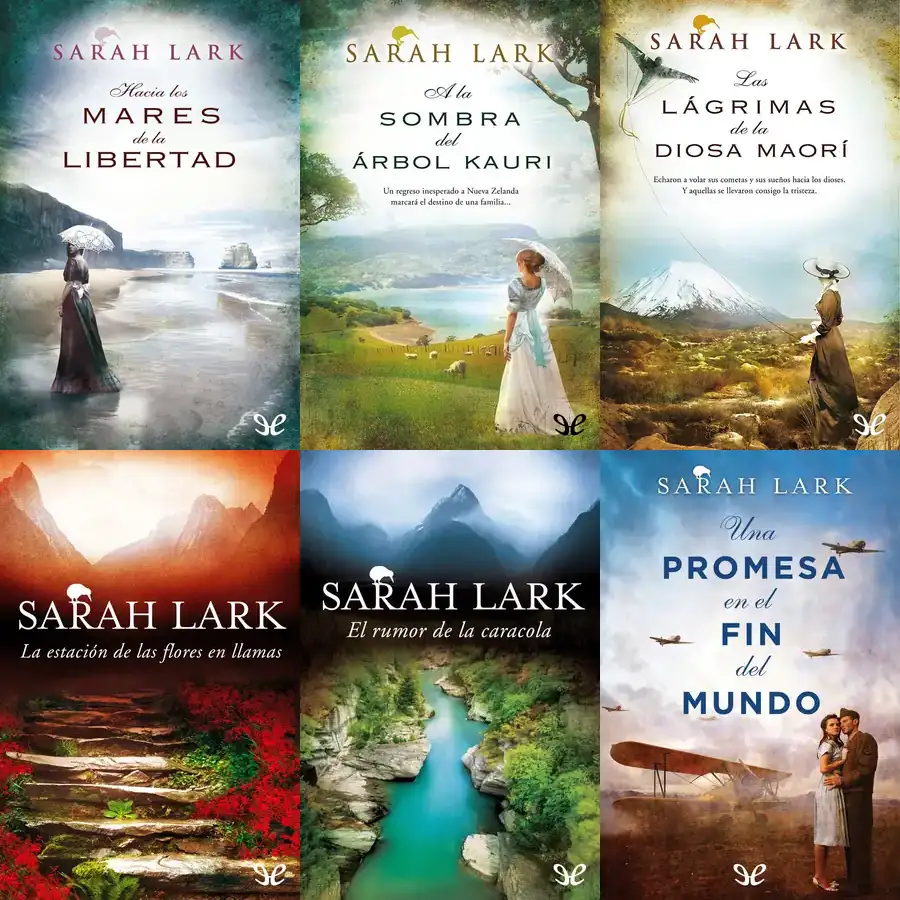 SARAH LARK
Hacia los
MARES
de la
LIBERTAD
SARAH LARK
A la
SOMBRA
del
ÁRBOL KAURI
Un regreso inesperado a Nueva Zelanda
marcará el destino de una familia...
SARAH LARK
Las
LÁGRIMAS
de la
DIOSA MAORÍ
Echaron a volar sus cometas y sus sueños hacia los dioses.
Y aquellas se llevaron consigo la tristeza.
SARAH LARK
La estación de las flores en llamas
SARAH LARK
El rumor de la caracola
SARAH LARK
Una
PROMESA
en el
FIN
del
MUNDO